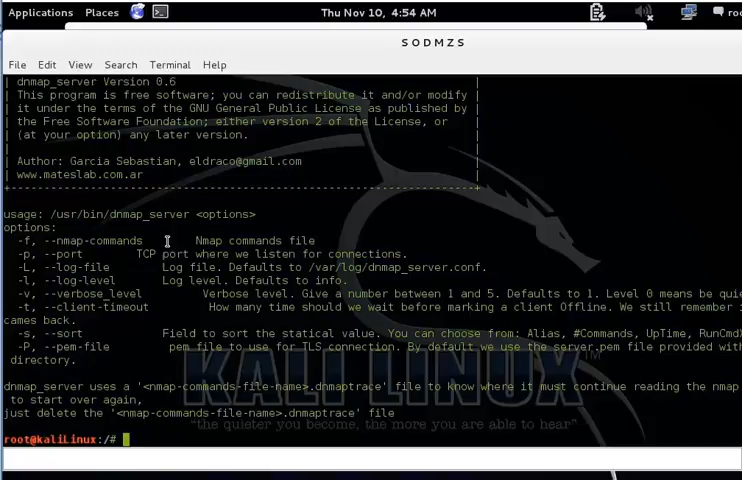 Applications Places Thu Nov 10, 4:54 AM roo
S O D M Z S
File Edit View Search Terminal Help
| dnmap_server Version 0.6 |
| This program is free software; you can redistribute it and/or modify |
| it under the terms of the GNU General Public License as published by |
| the Free Software Foundation; either version 2 of the License, or |
| (at your option) any later version. |
| |
| Author: Garcia Sebastian, eldraco@gmail.com |
| www.mateslab.com.ar |
+----------------------------------------------------------------------+
usage: /usr/bin/dnmap_server <options>
options:
-f, --nmap-commands Nmap commands file
-p, --port TCP port where we listen for connections.
-L, --log-file Log file. Defaults to /var/log/dnmap_server.conf.
-l, --log-level Log level. Defaults to info.
-v, --verbose_level Verbose level. Give a number between 1 and 5. Defaults to 1. Level 0 means be quie
-t, --client-timeout How many time should we wait before marking a client Offline. We still remember i
cames back.
-s, --sort Field to sort the statical value. You can choose from: Alias, #Commands, UpTime, RunCmdX
-P, --pem-file pem file to use for TLS connection. By default we use the server.pem file provided with
directory.
dnmap_server uses a '<nmap-commands-file-name>.dnmaptrace' file to know where it must continue reading the nmap
to start over again,
just delete the '<nmap-commands-file-name>.dnmaptrace' file
KALI LINUX™
"the quieter you become, the more you are able to hear"
root@kaliLinux:/#